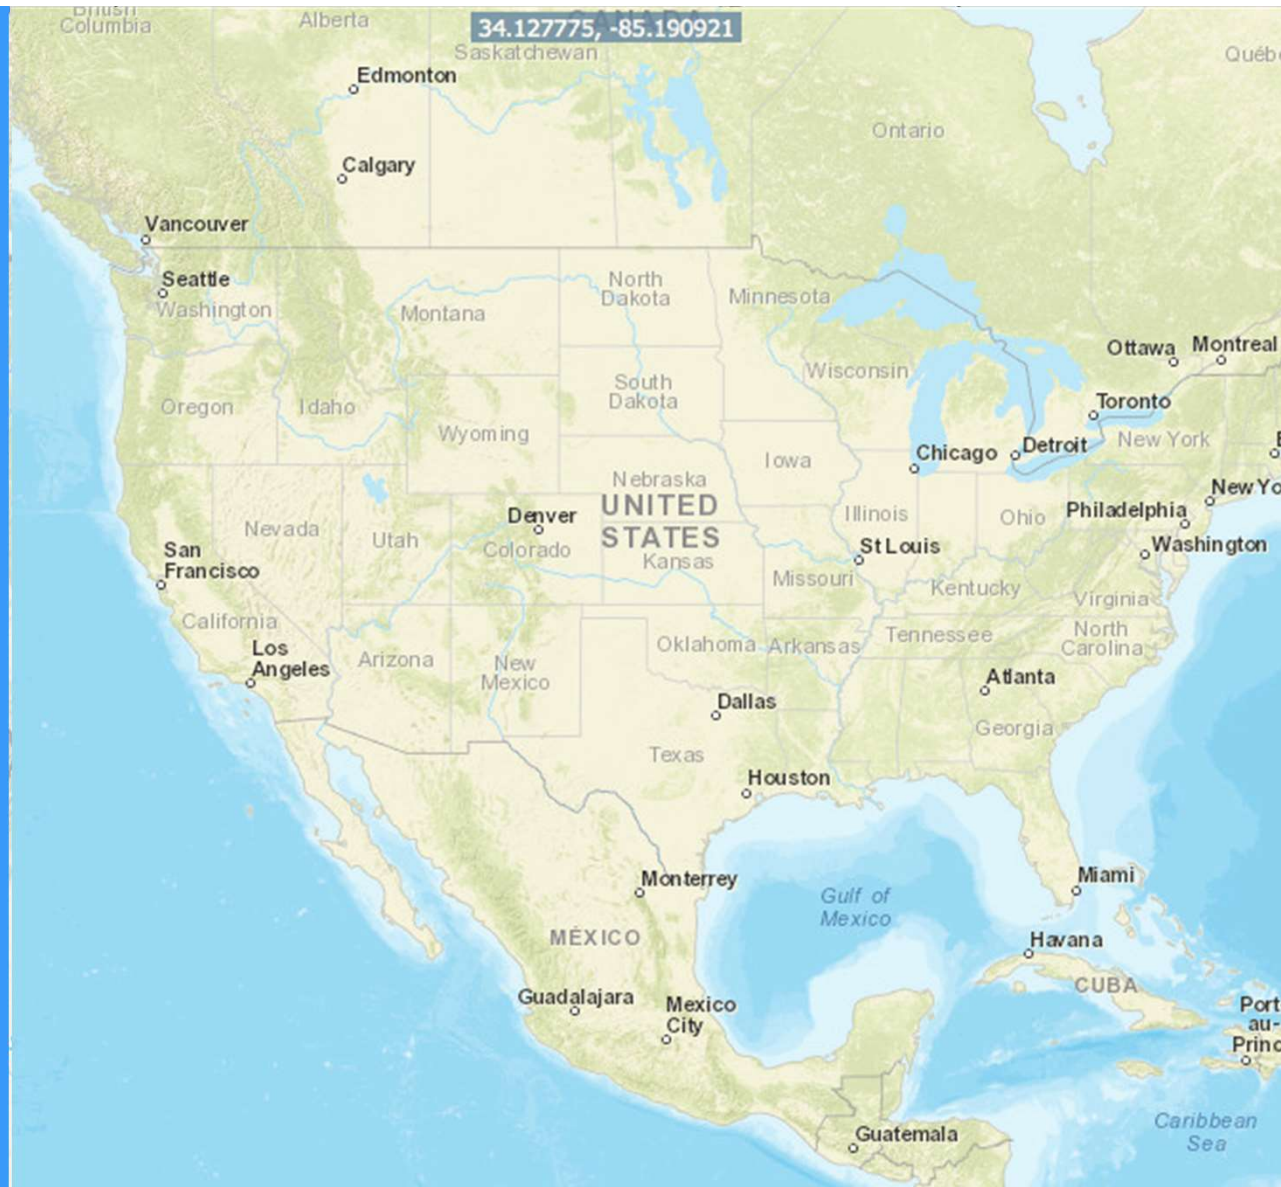 British
Columbia
Alberta
CANADA
34.127775, -85.190921
Saskatchewan
Québe
Edmonton
Ontario
Calgary
Vancouver
Seattle
Washington
North
Dakota
Minnesota
Montana
Ottawa
Montreal
Wisconsin
South
Dakota
Toronto
Oregon
Idaho
Wyoming
New York
Detroit
Chicago
Iowa
Nebraska
New Yo
UNITED
STATES
Philadelphia
Denver
Illinois
Ohio
Nevada
Utah
Colorado
Kansas
St Louis
Washington
San
Francisco
Missouri
Kentucky
Virginia
California
Oklahoma
Arkansas
Tennessee
North
Carolina
Los
Angeles
Arizona
New
Mexico
Atlanta
Dallas
Georgia
Texas
Houston
Monterrey
Miami
Gulf of
Mexico
MÉXICO
Havana
CUBA
Guadalajara
Mexico
City
Port
au-
Princ
Caribbean
Sea
Guatemala